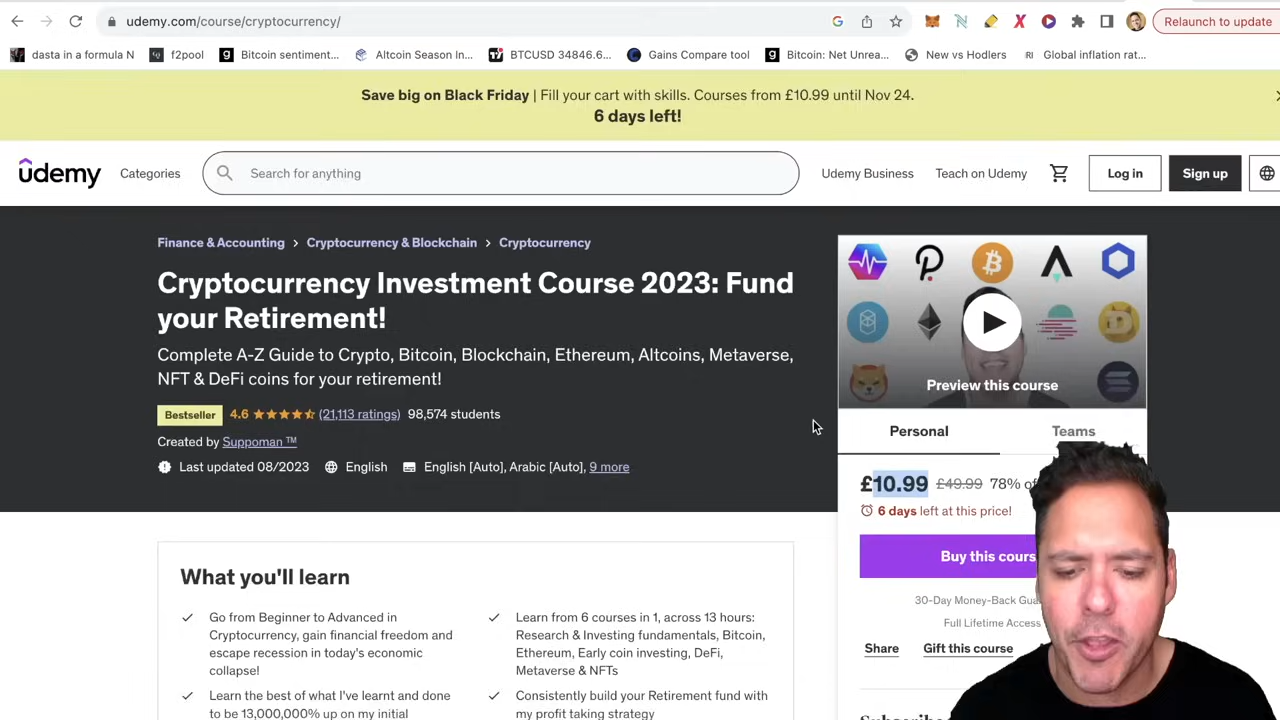 udemy.com/course/cryptocurrency/
Relaunch to update
dasta in a formula N
f2pool
Bitcoin sentiment...
Altcoin Season In...
BTCUSD 34846.6...
Gains Compare tool
Bitcoin: Net Unrea...
New vs Hodlers
Global inflation rat...
Save big on Black Friday | Fill your cart with skills. Courses from £10.99 until Nov 24.
6 days left!
udemy
Categories
Search for anything
Udemy Business
Teach on Udemy
Log in
Sign up
Finance & Accounting > Cryptocurrency & Blockchain > Cryptocurrency
Cryptocurrency Investment Course 2023: Fund
your Retirement!
Complete A-Z Guide to Crypto, Bitcoin, Blockchain, Ethereum, Altcoins, Metaverse,
NFT & DeFi coins for your retirement!
Bestseller 4.6 (21,113 ratings) 98,574 students
Created by Suppoman ™
Last updated 08/2023 English English [Auto], Arabic [Auto], 9 more
Preview this course
Personal
Teams
£10.99 £49.99 78% of
6 days left at this price!
Buy this cours
30-Day Money-Back Gua
Full Lifetime Access
Share
Gift this course
What you'll learn
Go from Beginner to Advanced in
Cryptocurrency, gain financial freedom and
escape recession in today's economic
collapse!
Learn from 6 courses in 1, across 13 hours:
Research & Investing fundamentals, Bitcoin,
Ethereum, Early coin investing, DeFi,
Metaverse & NFTs
Learn the best of what I've learnt and done
to be 13,000,000% up on my initial
Consistently build your Retirement fund with
my profit taking strategy